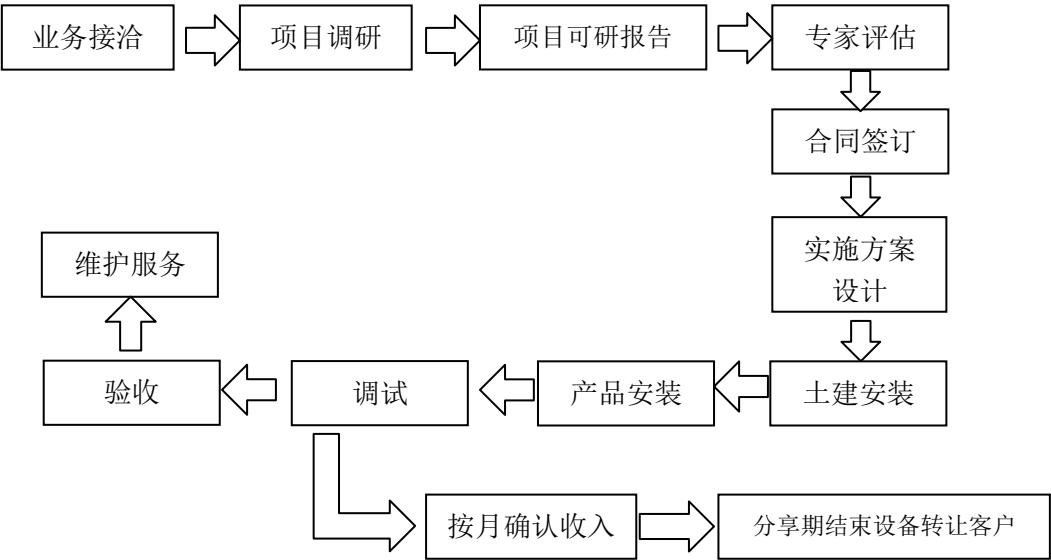 业务接洽
项目调研
项目可研报告
专家评估
合同签订
实施方案
设计
土建安装
产品安装
调试
验收
维护服务
按月确认收入
分享期结束设备转让客户